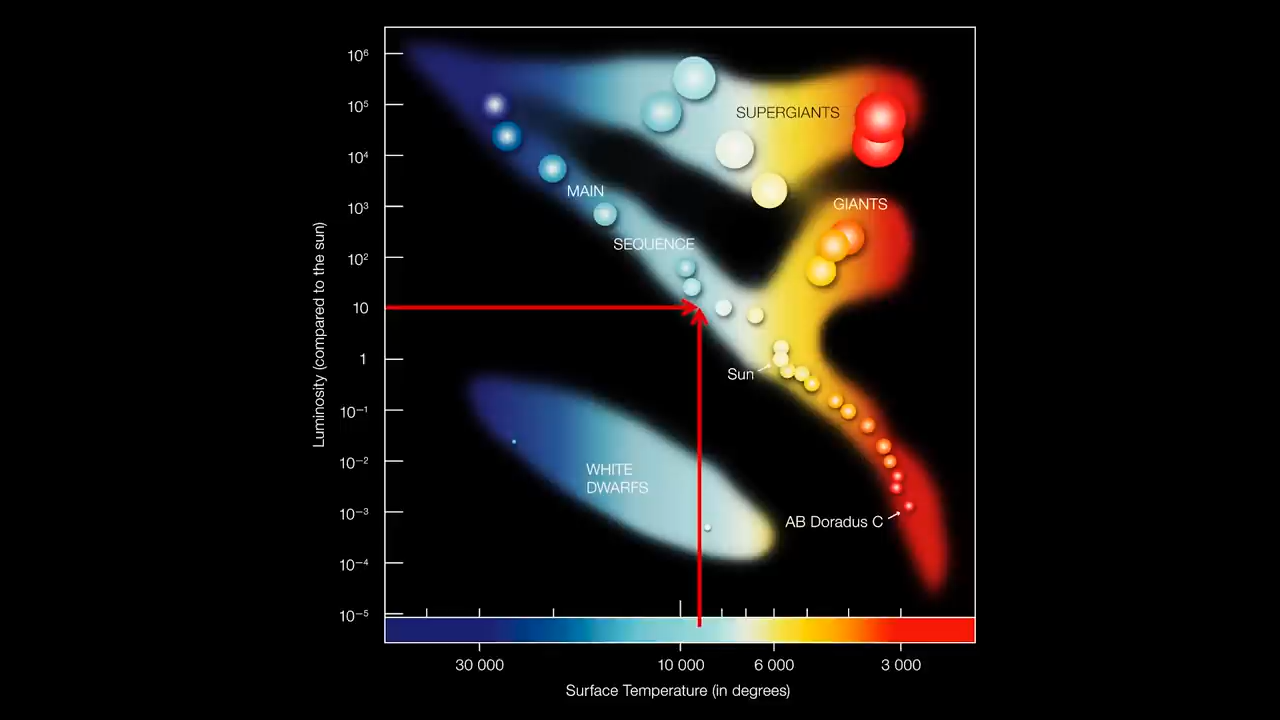 10⁶
10⁵
10⁴
10³
10²
10
1
10⁻¹
10⁻²
10⁻³
10⁻⁴
10⁻⁵
Luminosity (compared to the sun)
SUPERGIANTS
MAIN
GIANTS
SEQUENCE
Sun
WHITE
DWARFS
AB Doradus C
30 000
10 000
6 000
3 000
Surface Temperature (in degrees)